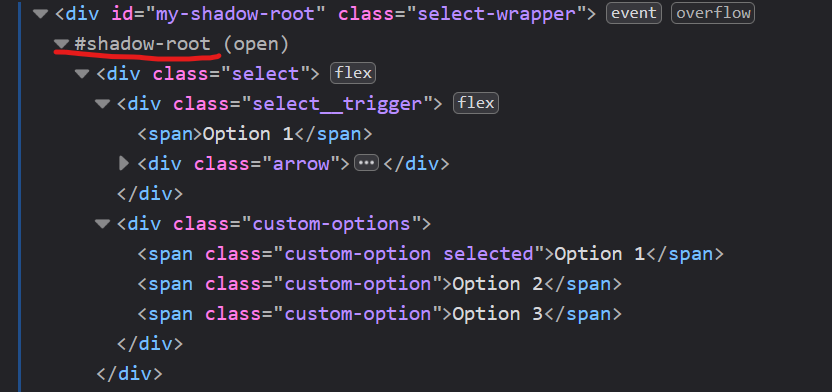 <div id="my-shadow-root" class="select-wrapper"> event overflow
#shadow-root (open)
<div class="select"> flex
<div class="select__trigger"> flex
<span>Option 1</span>
<div class="arrow"> ··· </div>
</div>
<div class="custom-options">
<span class="custom-option selected">Option 1</span>
<span class="custom-option">Option 2</span>
<span class="custom-option">Option 3</span>
</div>
</div>